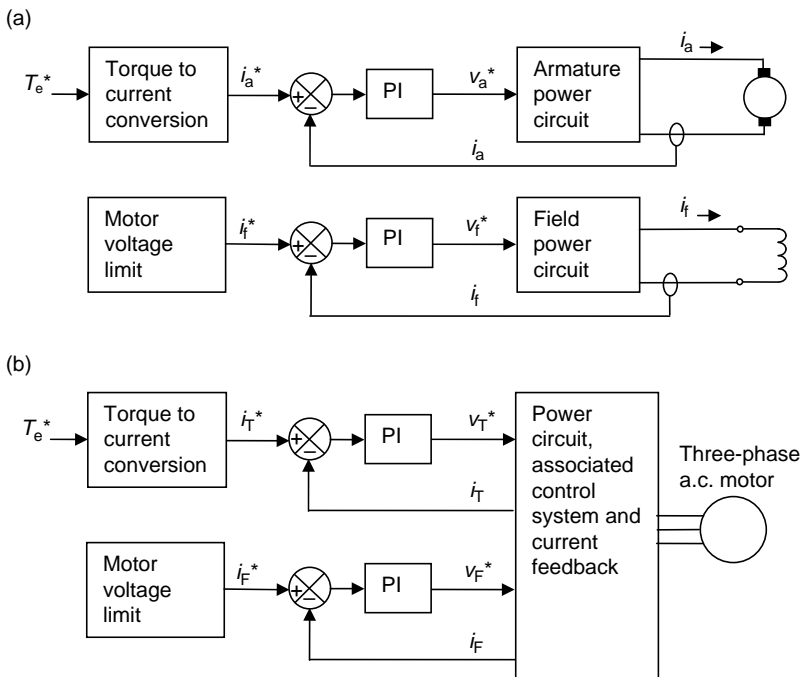 (a)
Te*
Torque to
current
conversion
ia*
+
−
PI
va*
Armature
power
circuit
ia
ia
Motor
voltage
limit
if*
+
−
PI
vf*
Field
power
circuit
if
if
(b)
Te*
Torque to
current
conversion
iT*
+
−
PI
vT*
iT
Power
circuit,
associated
control
system and
current
feedback
Three-phase
a.c. motor
Motor
voltage
limit
iF*
+
−
PI
vF*
iF